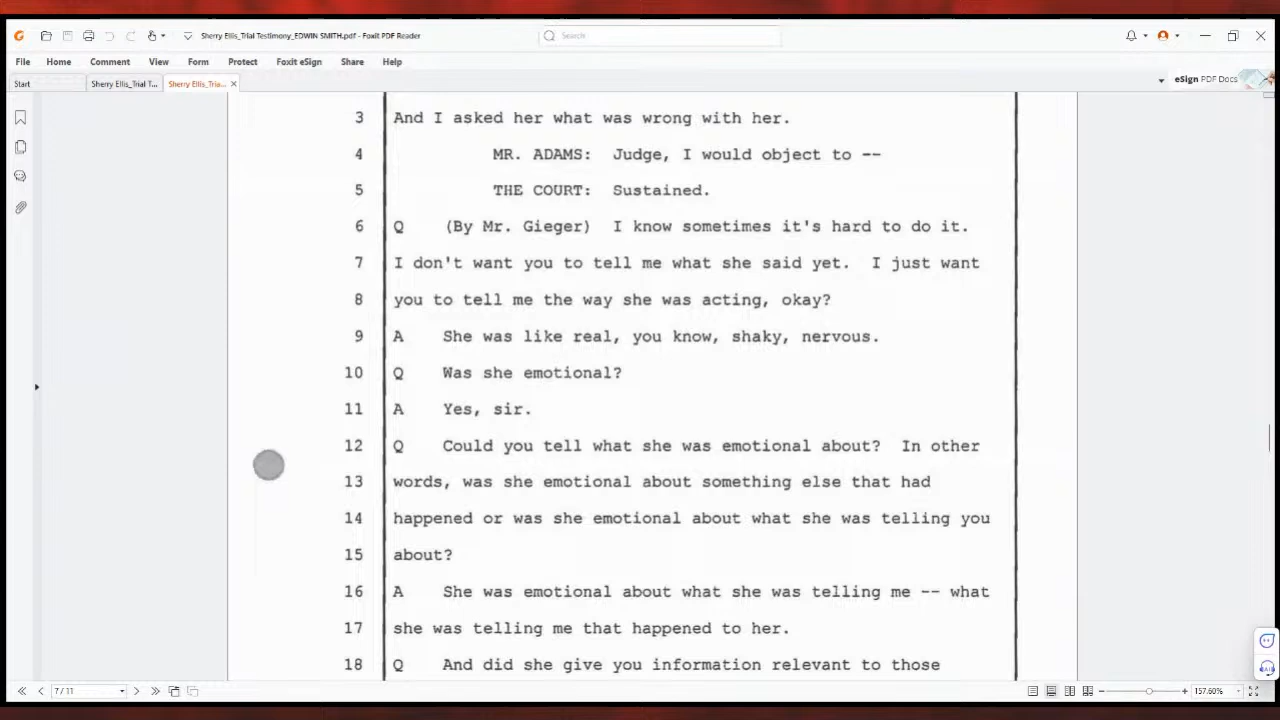 Sherry Ellis_Trial Testimony_EDWIN SMITH.pdf - Foxit PDF Reader
Search
File Home Comment View Form Protect Foxit eSign Share Help
Start Sherry Ellis_Trial T... Sherry Ellis_Tria... eSign PDF Docs
3 And I asked her what was wrong with her.
4 MR. ADAMS: Judge, I would object to --
5 THE COURT: Sustained.
6 Q (By Mr. Gieger) I know sometimes it's hard to do it.
7 I don't want you to tell me what she said yet. I just want
8 you to tell me the way she was acting, okay?
9 A She was like real, you know, shaky, nervous.
10 Q Was she emotional?
11 A Yes, sir.
12 Q Could you tell what she was emotional about? In other
13 words, was she emotional about something else that had
14 happened or was she emotional about what she was telling you
15 about?
16 A She was emotional about what she was telling me -- what
17 she was telling me that happened to her.
18 Q And did she give you information relevant to those
7 / 11 157.60%